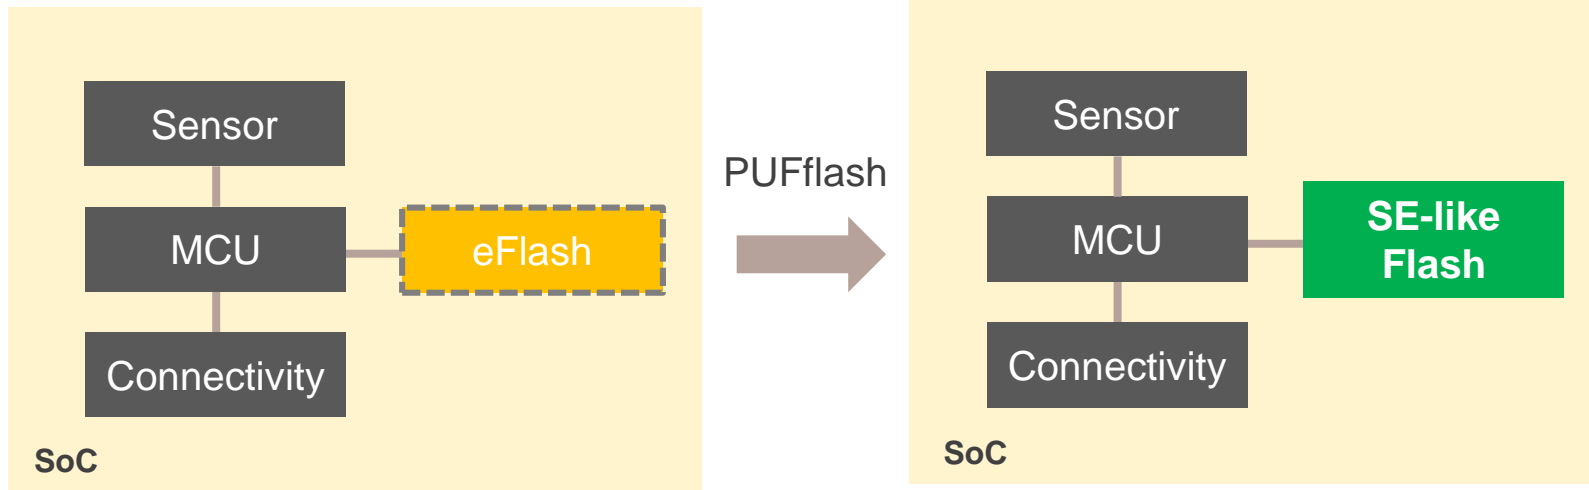 Sensor
MCU
eFlash
Connectivity
SoC
PUFflash
Sensor
MCU
SE-like
Flash
Connectivity
SoC